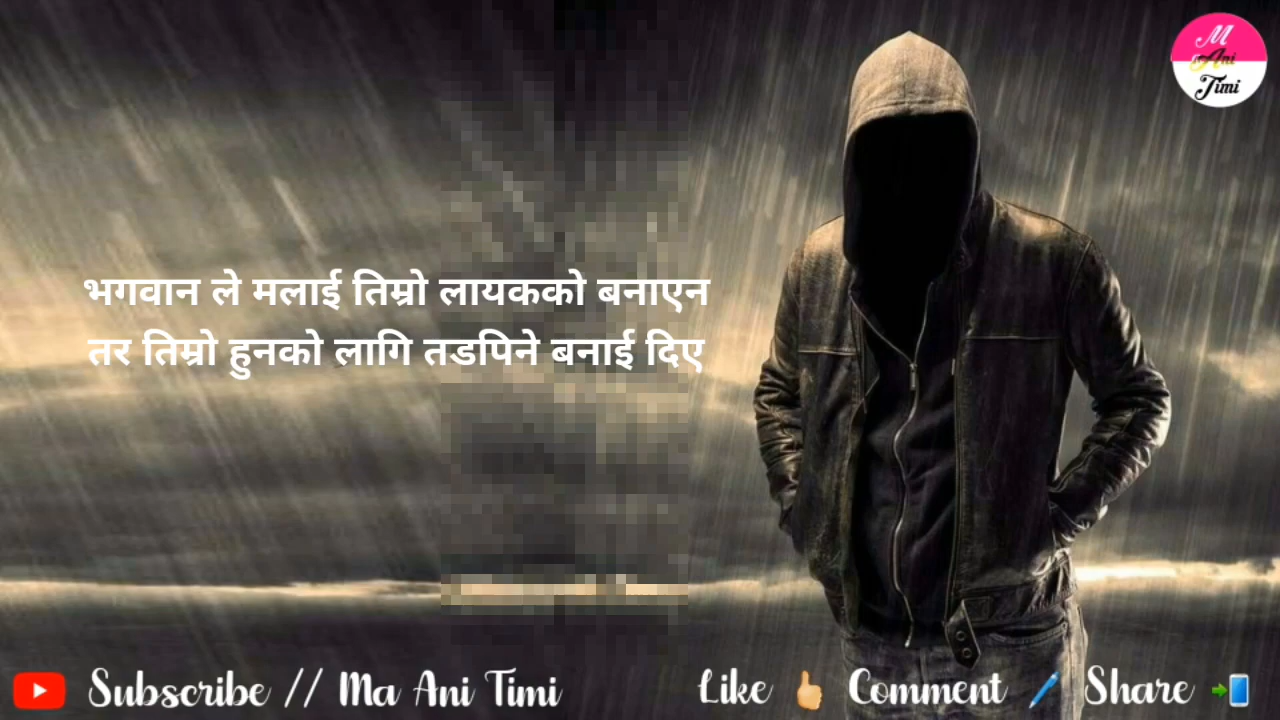 M
Ani
Timi
भगवान ले मलाई तिम्रो लायकको बनाएन
तर तिम्रो हुनको लागि तडपिने बनाई दिए
Subscribe // Ma Ani Timi
Like Comment Share